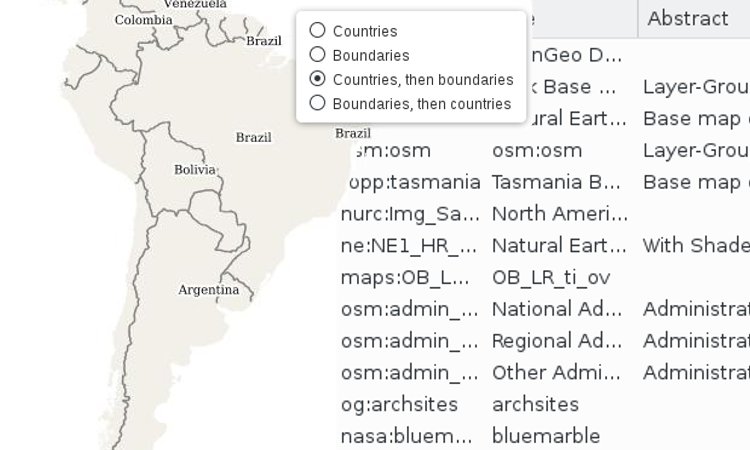 Venezuela
Colombia
Brazil
Brazil
Brazil
Bolivia
Argentina
Countries
Boundaries
Countries, then boundaries
Boundaries, then countries
Abstract
nGeo D...
Base ... Layer-Grou
ural Eart... Base map
sm:osm osm:osm Layer-Grou
opp:tasmania Tasmania B... Base map
nurc:Img_Sa... North Ameri...
ne:NE1_HR_... Natural Eart... With Shade
maps:OB_L... OB_LR_ti_ov
osm:admin_... National Ad... Administrat
osm:admin_... Regional Ad... Administrat
osm:admin_... Other Admi... Administrat
og:archsites archsites
nasa:bluem... bluemarble